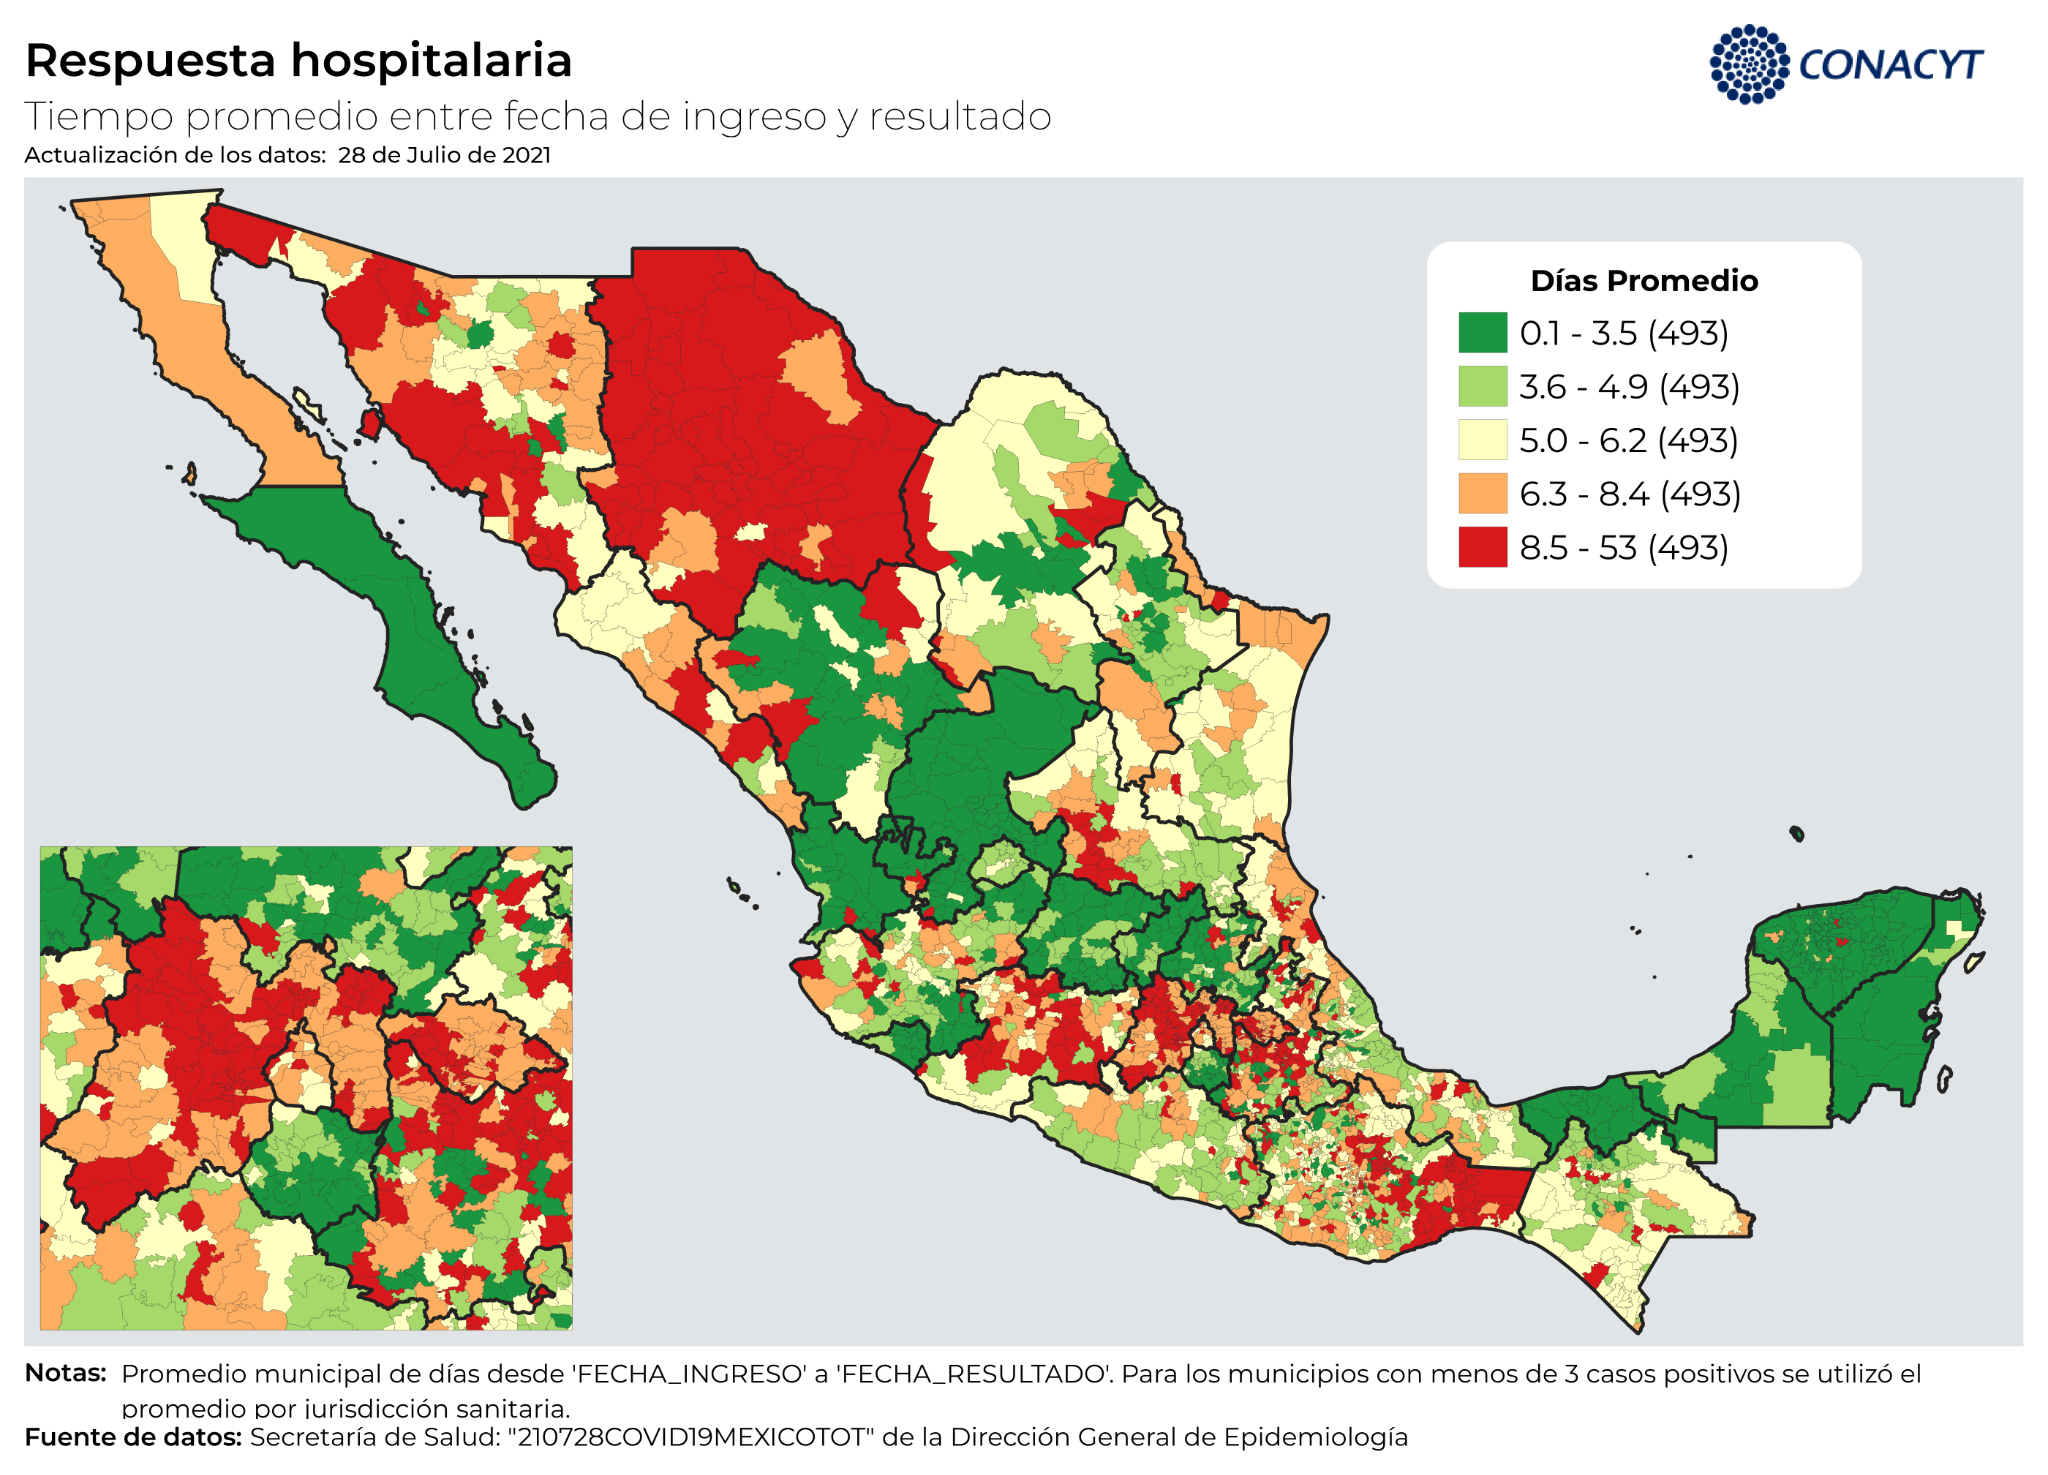 Respuesta hospitalaria
CONACYT
Tiempo promedio entre fecha de ingreso y resultado
Actualización de los datos: 28 de Julio de 2021
Días Promedio
0.1 - 3.5 (493)
3.6 - 4.9 (493)
5.0 - 6.2 (493)
6.3 - 8.4 (493)
8.5 - 53 (493)
Notas: Promedio municipal de días desde 'FECHA_INGRESO' a 'FECHA_RESULTADO'. Para los municipios con menos de 3 casos positivos se utilizó el
promedio por jurisdicción sanitaria.
Fuente de datos: Secretaría de Salud: "210728COVID19MEXICOTOT" de la Dirección General de Epidemiología